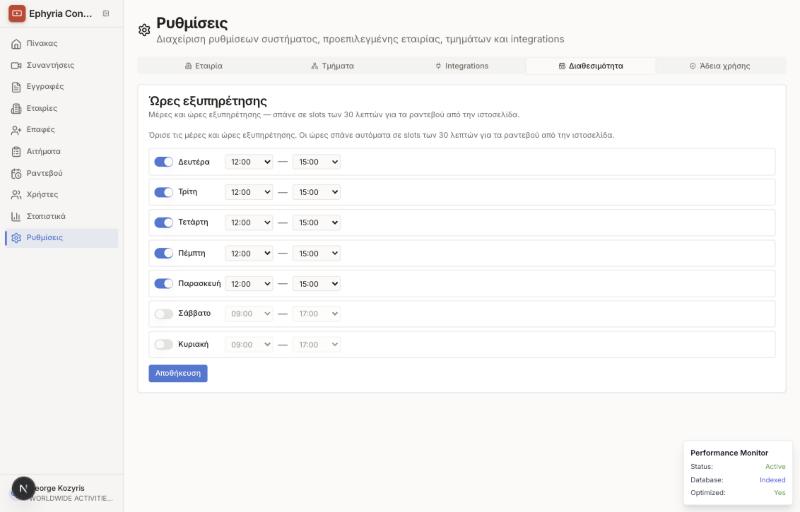 Ephyria Con...
Πίνακας
Συναντήσεις
Εγγραφές
Εταιρίες
Επαφές
Αιτήματα
Ραντεβού
Χρήστες
Στατιστικά
Ρυθμίσεις
N
eorge Kozyris
WORLDWIDE ACTIVITIE...
Ρυθμίσεις
Διαχείριση ρυθμίσεων συστήματος, προεπιλεγμένης εταιρίας, τμημάτων και integrations
Εταιρία
Τμήματα
Integrations
Διαθεσιμότητα
Άδεια χρήσης
Ώρες εξυπηρέτησης
Μέρες και ώρες εξυπηρέτησης — σπάνε σε slots των 30 λεπτών για τα ραντεβού από την ιστοσελίδα.
Όρισε τις μέρες και ώρες εξυπηρέτησης. Οι ώρες σπάνε αυτόματα σε slots των 30 λεπτών για τα ραντεβού από την ιστοσελίδα.
Δευτέρα 12:00 — 15:00
Τρίτη 12:00 — 15:00
Τετάρτη 12:00 — 15:00
Πέμπτη 12:00 — 15:00
Παρασκευή 12:00 — 15:00
Σάββατο 09:00 — 17:00
Κυριακή 09:00 — 17:00
Αποθήκευση
Performance Monitor
Status: Active
Database: Indexed
Optimized: Yes